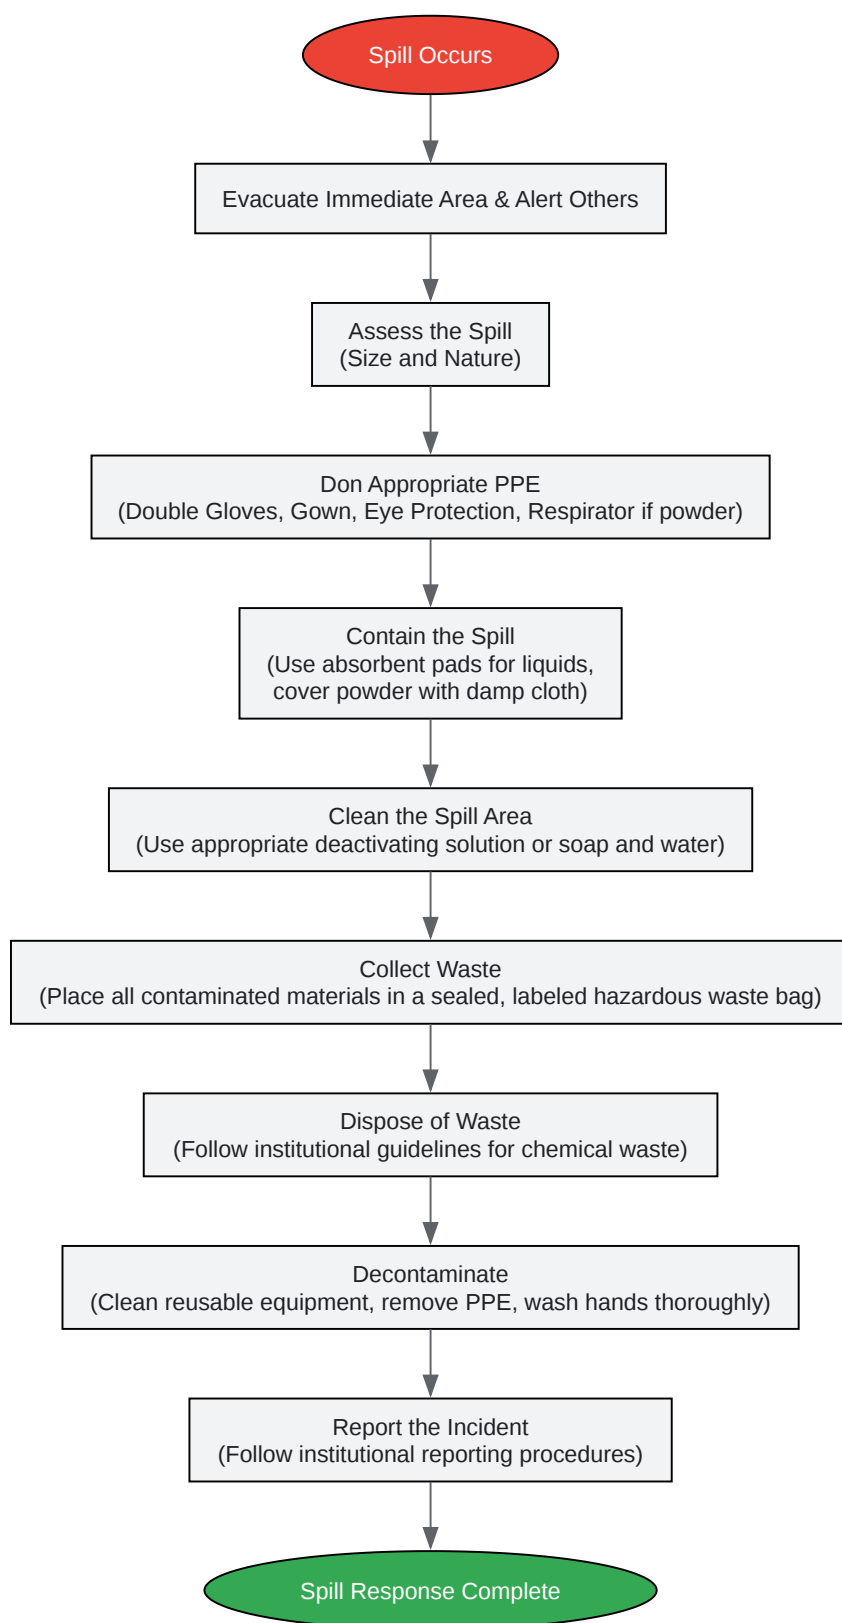 Spill Occurs
Evacuate Immediate Area & Alert Others
Assess the Spill
(Size and Nature)
Don Appropriate PPE
(Double Gloves, Gown, Eye Protection, Respirator if powder)
Contain the Spill
(Use absorbent pads for liquids,
cover powder with damp cloth)
Clean the Spill Area
(Use appropriate deactivating solution or soap and water)
Collect Waste
(Place all contaminated materials in a sealed, labeled hazardous waste bag)
Dispose of Waste
(Follow institutional guidelines for chemical waste)
Decontaminate
(Clean reusable equipment, remove PPE, wash hands thoroughly)
Report the Incident
(Follow institutional reporting procedures)
Spill Response Complete